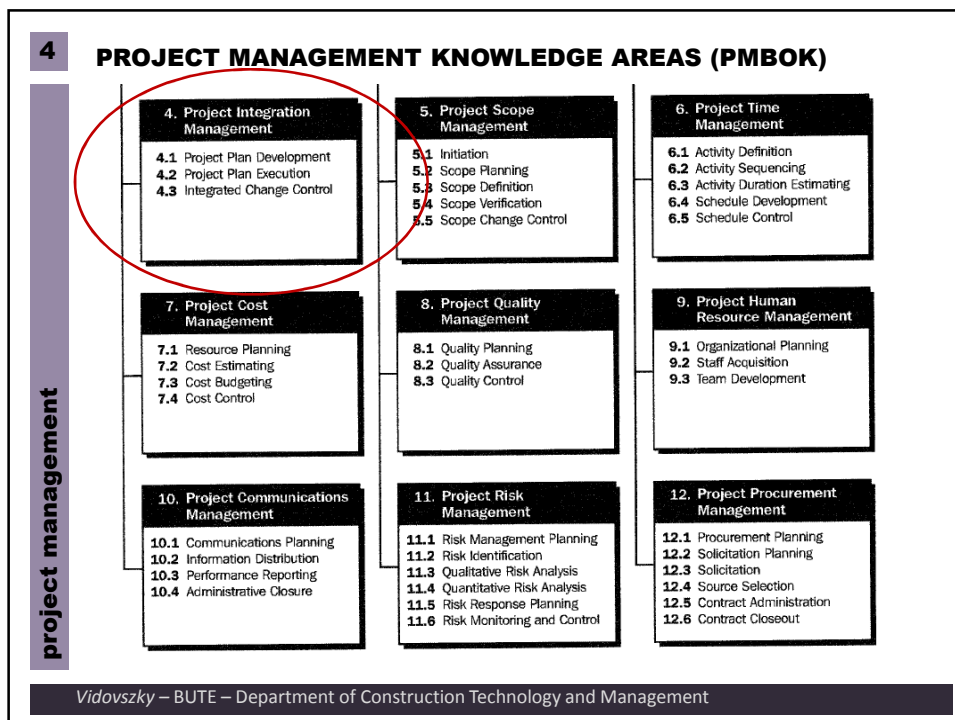 4
PROJECT MANAGEMENT KNOWLEDGE AREAS (PMBOK)
project management
4. Project Integration
Management
4.1 Project Plan Development
4.2 Project Plan Execution
4.3 Integrated Change Control
5. Project Scope
Management
5.1 Initiation
5.2 Scope Planning
5.3 Scope Definition
5.4 Scope Verification
5.5 Scope Change Control
6. Project Time
Management
6.1 Activity Definition
6.2 Activity Sequencing
6.3 Activity Duration Estimating
6.4 Schedule Development
6.5 Schedule Control
7. Project Cost
Management
7.1 Resource Planning
7.2 Cost Estimating
7.3 Cost Budgeting
7.4 Cost Control
8. Project Quality
Management
8.1 Quality Planning
8.2 Quality Assurance
8.3 Quality Control
9. Project Human
Resource Management
9.1 Organizational Planning
9.2 Staff Acquisition
9.3 Team Development
10. Project Communications
Management
10.1 Communications Planning
10.2 Information Distribution
10.3 Performance Reporting
10.4 Administrative Closure
11. Project Risk
Management
11.1 Risk Management Planning
11.2 Risk Identification
11.3 Qualitative Risk Analysis
11.4 Quantitative Risk Analysis
11.5 Risk Response Planning
11.6 Risk Monitoring and Control
12. Project Procurement
Management
12.1 Procurement Planning
12.2 Solicitation Planning
12.3 Solicitation
12.4 Source Selection
12.5 Contract Administration
12.6 Contract Closeout
Vidovszky – BUTE – Department of Construction Technology and Management